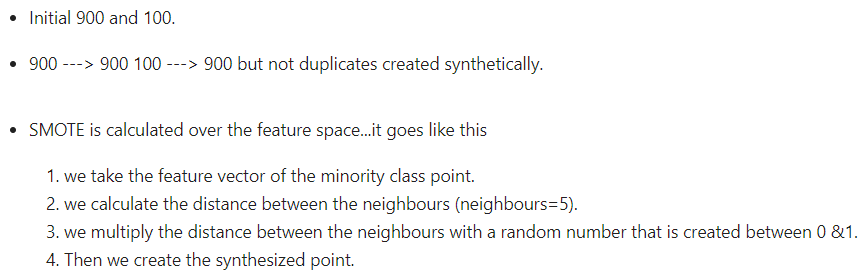 • Initial 900 and 100.
• 900 ---> 900 100 ---> 900 but not duplicates created synthetically.
• SMOTE is calculated over the feature space...it goes like this
1. we take the feature vector of the minority class point.
2. we calculate the distance between the neighbours (neighbours=5).
3. we multiply the distance between the neighbours with a random number that is created between 0 &1.
4. Then we create the synthesized point.